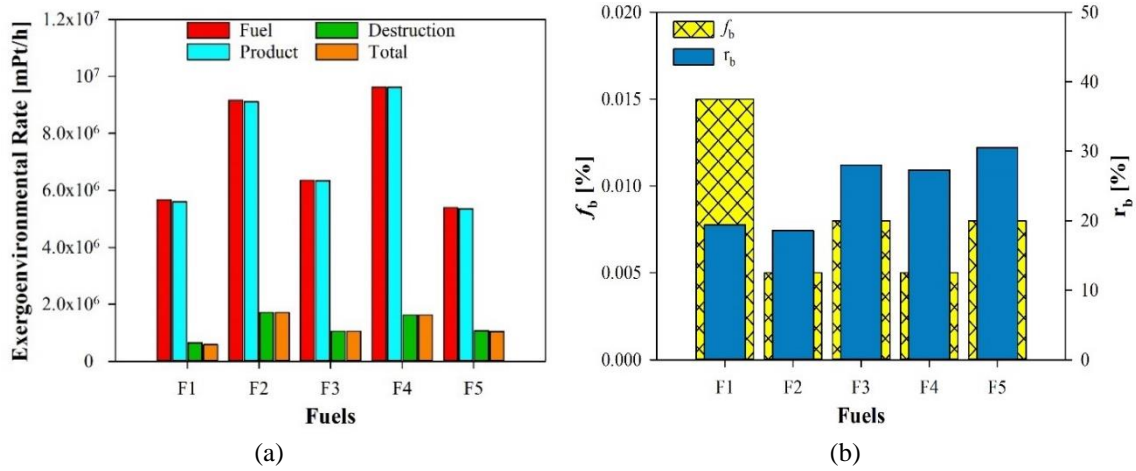 Exergoenvironmental Rate [mPt/h]
1.2x10⁷
10⁷
8.0x10⁶
6.0x10⁶
4.0x10⁶
2.0x10⁶
0
Fuel
Product
Destruction
Total
F1 F2 F3 F4 F5
Fuels
(a)
f_b [%]
0.020
0.015
0.010
0.005
0.000
f_b
r_b
50
40
30
20
10
0
r_b [%]
F1 F2 F3 F4 F5
Fuels
(b)